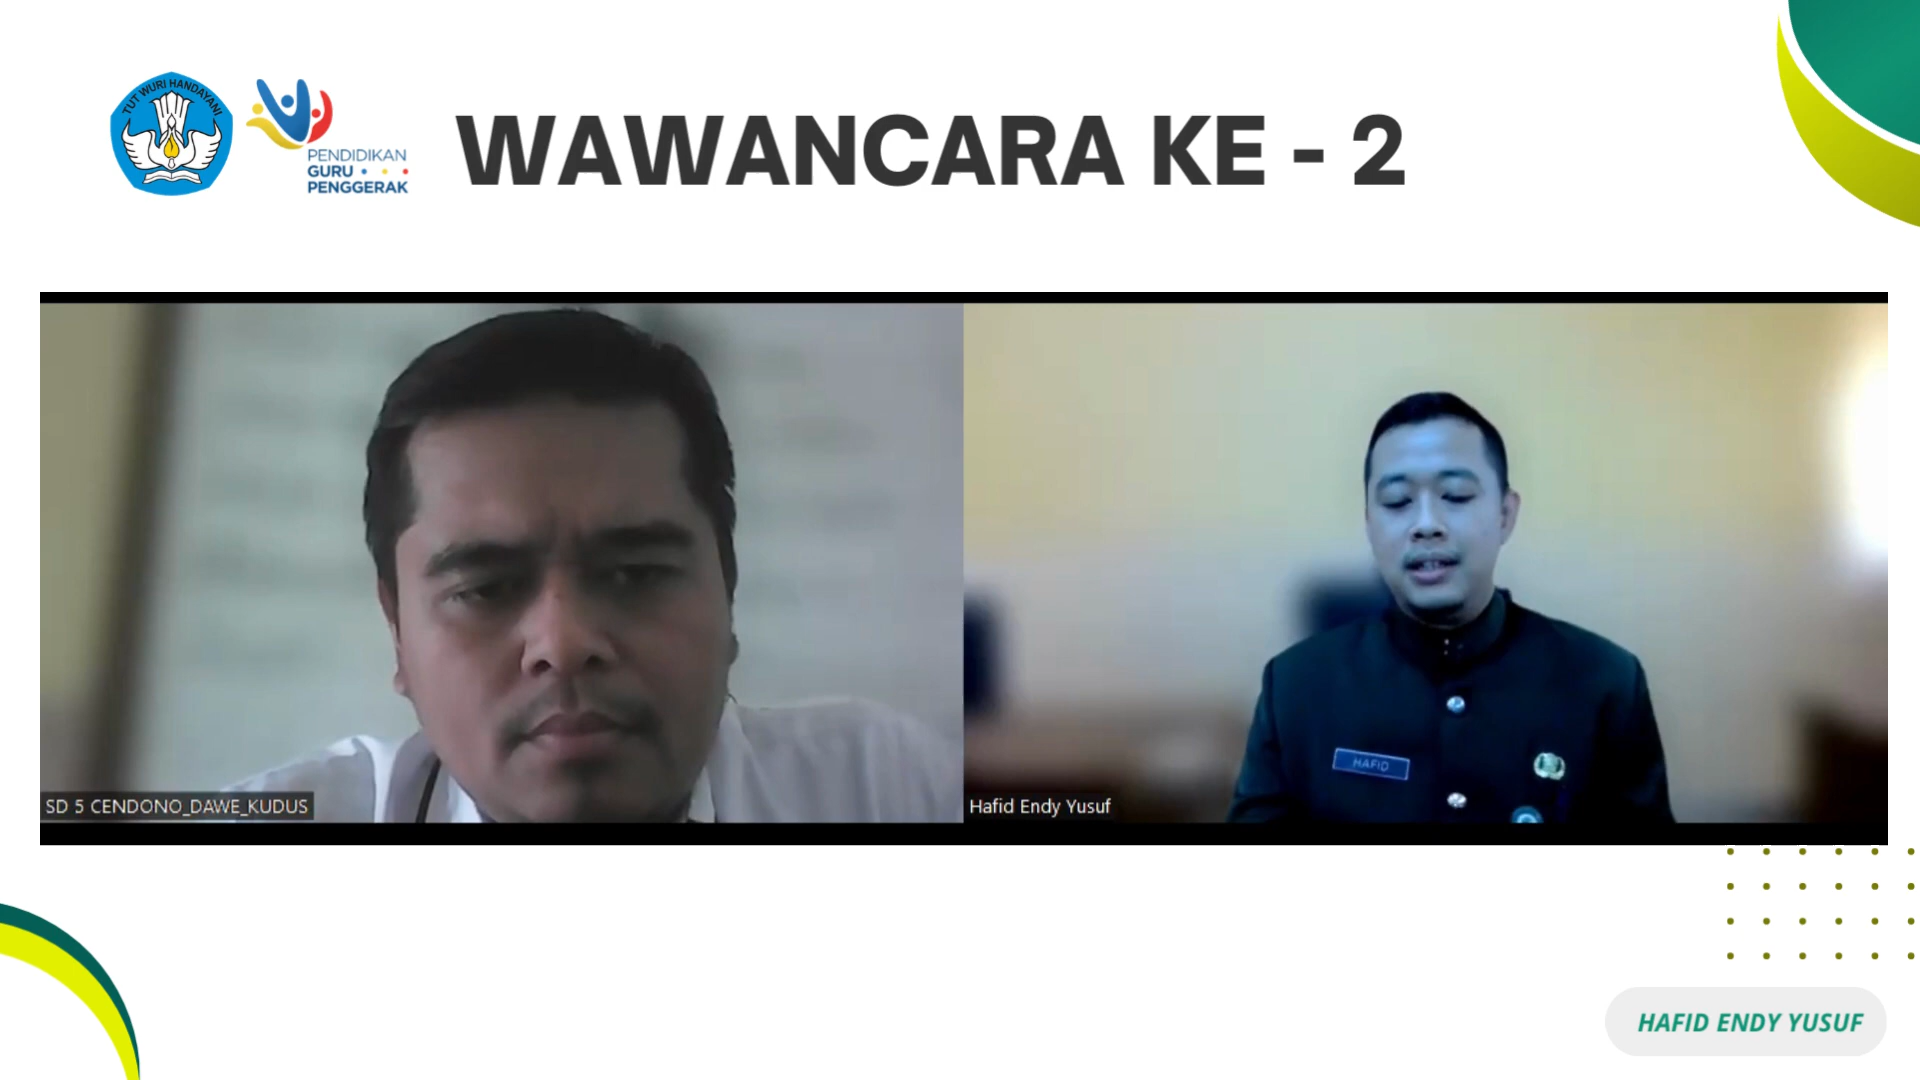 TUT WURI HANDAYANI
PENDIDIKAN
GURU
PENGGERAK
WAWANCARA KE - 2
HAFID
SD 5 CENDONO_DAWE_KUDUS
Hafid Endy Yusuf
HAFID ENDY YUSUF